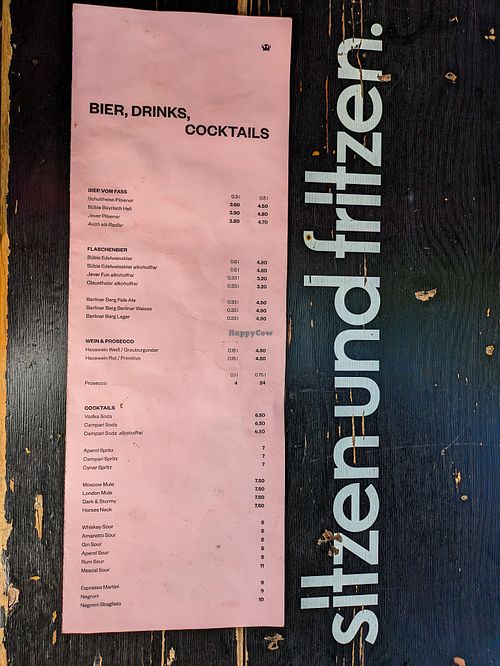 BIER, DRINKS,
COCKTAILS
BIER VOM FASS 0.3 l 0.5 l
Schultheiss Pilsener 3.60 4.50
Büble Bayrisch Hell 3.90 4.80
Jever Pilsener 3.80 4.70
Auch als Radler
FLASCHENBIER
Büble Edelweissbier 0.5 l 4.80
Büble Edelweissbier alkoholfrei 0.5 l 4.80
Jever Fun alkoholfrei 0.33 l 3.20
Clausthaler alkoholfrei 0.33 l 3.20
Berliner Berg Pale Ale 0.33 l 4.90
Berliner Berg Berliner Weisse 0.33 l 4.90
Berliner Berg Lager 0.33 l 4.90
HappyCow
WEIN & PROSECCO
Hauswein Weiß / Grauburgunder 0.15 l 4.50
Hauswein Rot / Primitivo 0.15 l 4.50
0.1 l 0.75 l
Prosecco 4 24
COCKTAILS
Vodka Soda 6.50
Campari Soda 6.50
Campari Soda alkoholfrei 6.50
Aperol Spritz 7
Campari Spritz 7
Cynar Spritz 7
Moscow Mule 7.50
London Mule 7.50
Dark & Stormy 7.50
Horses Neck 7.50
Whiskey Sour 8
Amaretto Sour 8
Gin Sour 8
Aperol Sour 8
Rum Sour 8
Mescal Sour 11
Espresso Martini 9
Negroni 9
Negroni Sbagliato 10
sitzen und fritzen.